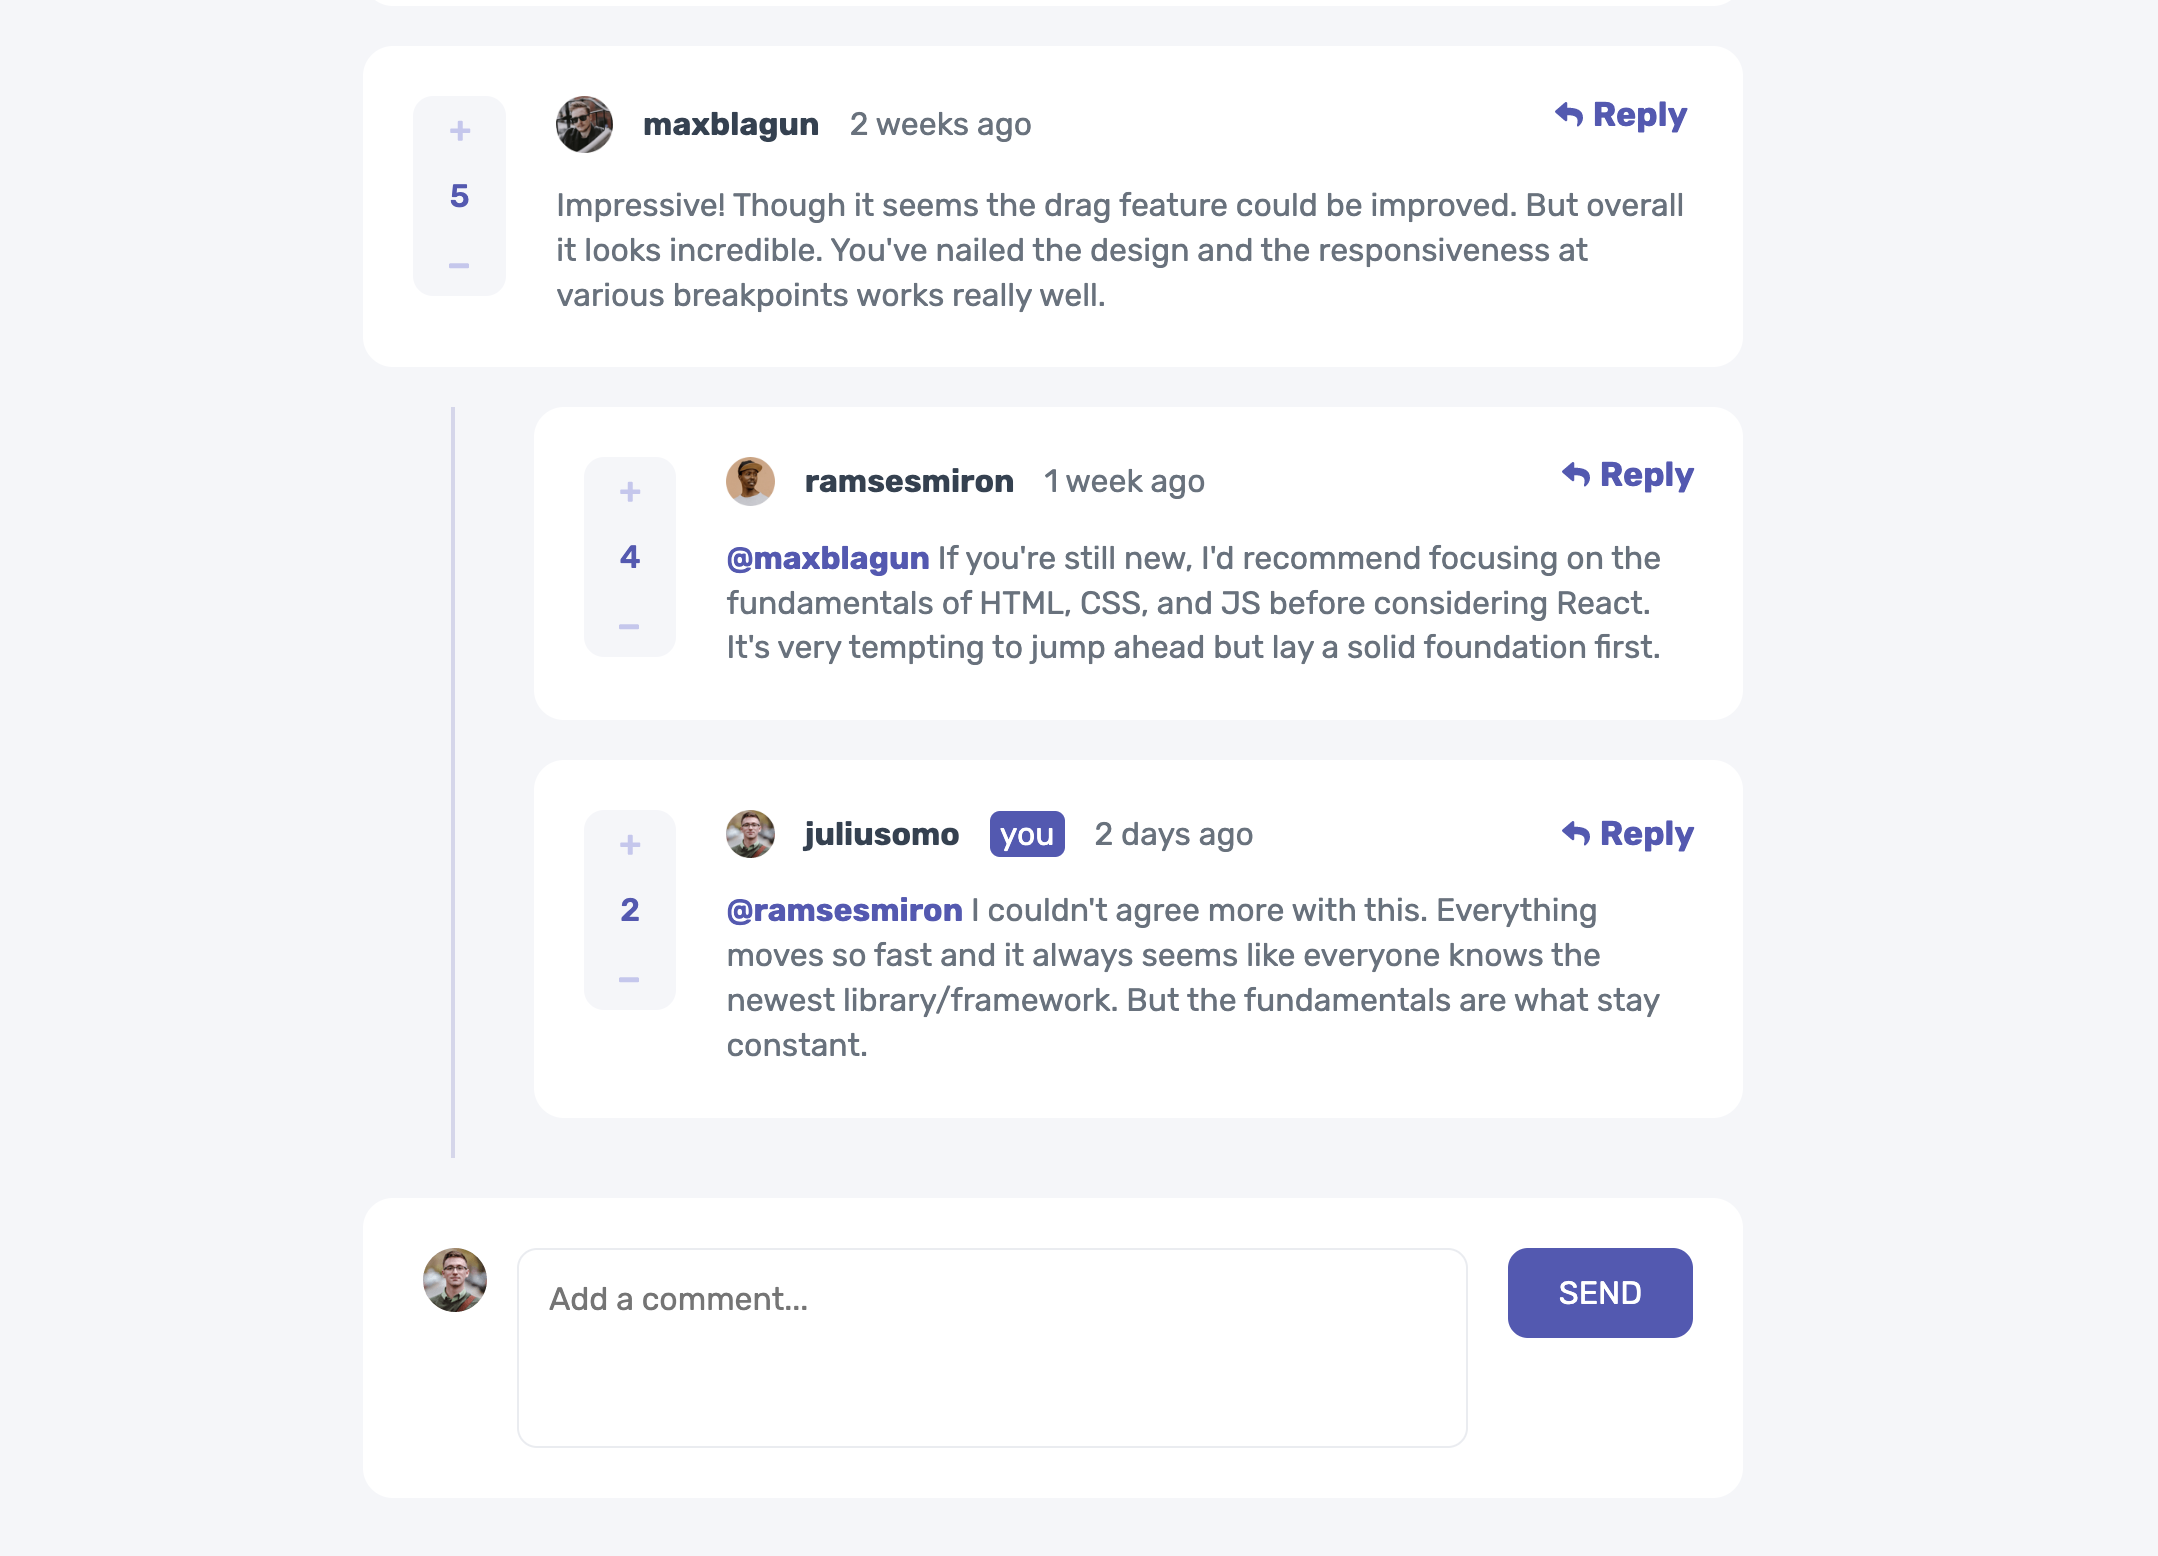 +
5
−
maxblagun 2 weeks ago
Reply
Impressive! Though it seems the drag feature could be improved. But overall
it looks incredible. You've nailed the design and the responsiveness at
various breakpoints works really well.
+
4
−
ramsesmiron 1 week ago
Reply
@maxblagun If you're still new, I'd recommend focusing on the
fundamentals of HTML, CSS, and JS before considering React.
It's very tempting to jump ahead but lay a solid foundation first.
+
2
−
juliusomo you 2 days ago
Reply
@ramsesmiron I couldn't agree more with this. Everything
moves so fast and it always seems like everyone knows the
newest library/framework. But the fundamentals are what stay
constant.
Add a comment...
SEND